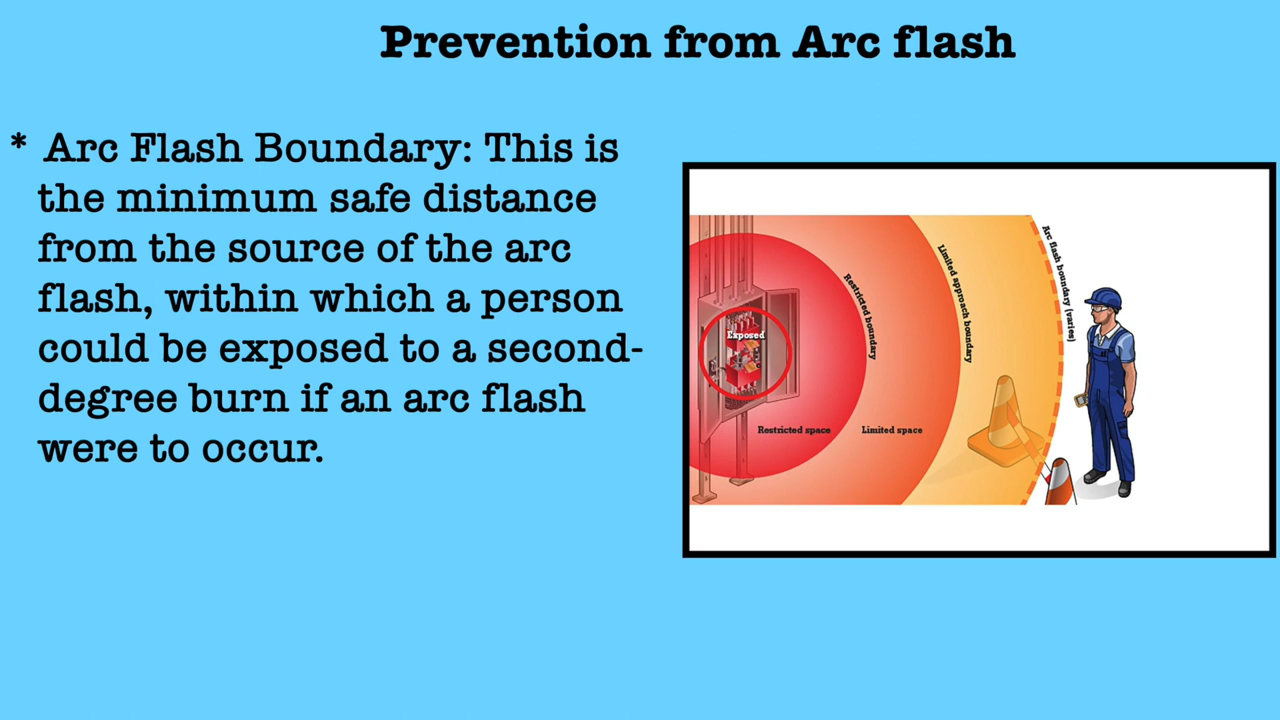 Prevention from Arc flash
* Arc Flash Boundary: This is
the minimum safe distance
from the source of the arc
flash, within which a person
could be exposed to a second-
degree burn if an arc flash
were to occur.
Exposed
Restricted boundary
Limited approach boundary
Arc flash boundary (varies)
Restricted space
Limited space